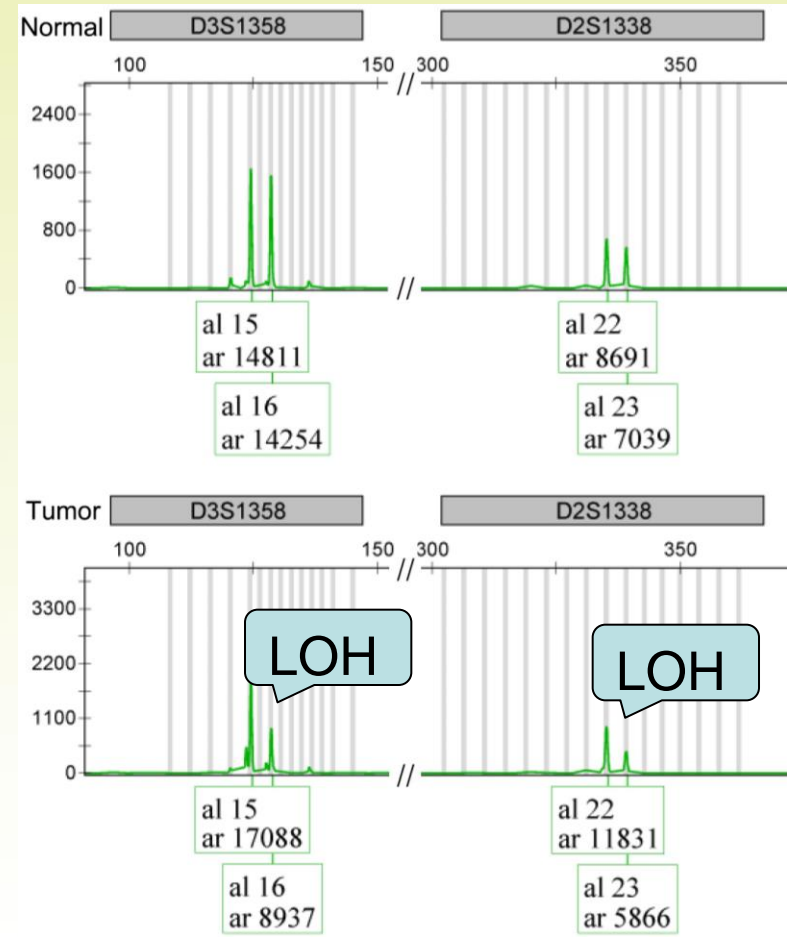 Normal D3S1358 D2S1338
100 150 // 300 350
2400
1600
800
0 //
al 15
ar 14811
al 16
ar 14254
al 22
ar 8691
al 23
ar 7039
Tumor D3S1358 D2S1338
100 150 // 300 350
3300
2200
1100
0 //
LOH
LOH
al 15
ar 17088
al 16
ar 8937
al 22
ar 11831
al 23
ar 5866